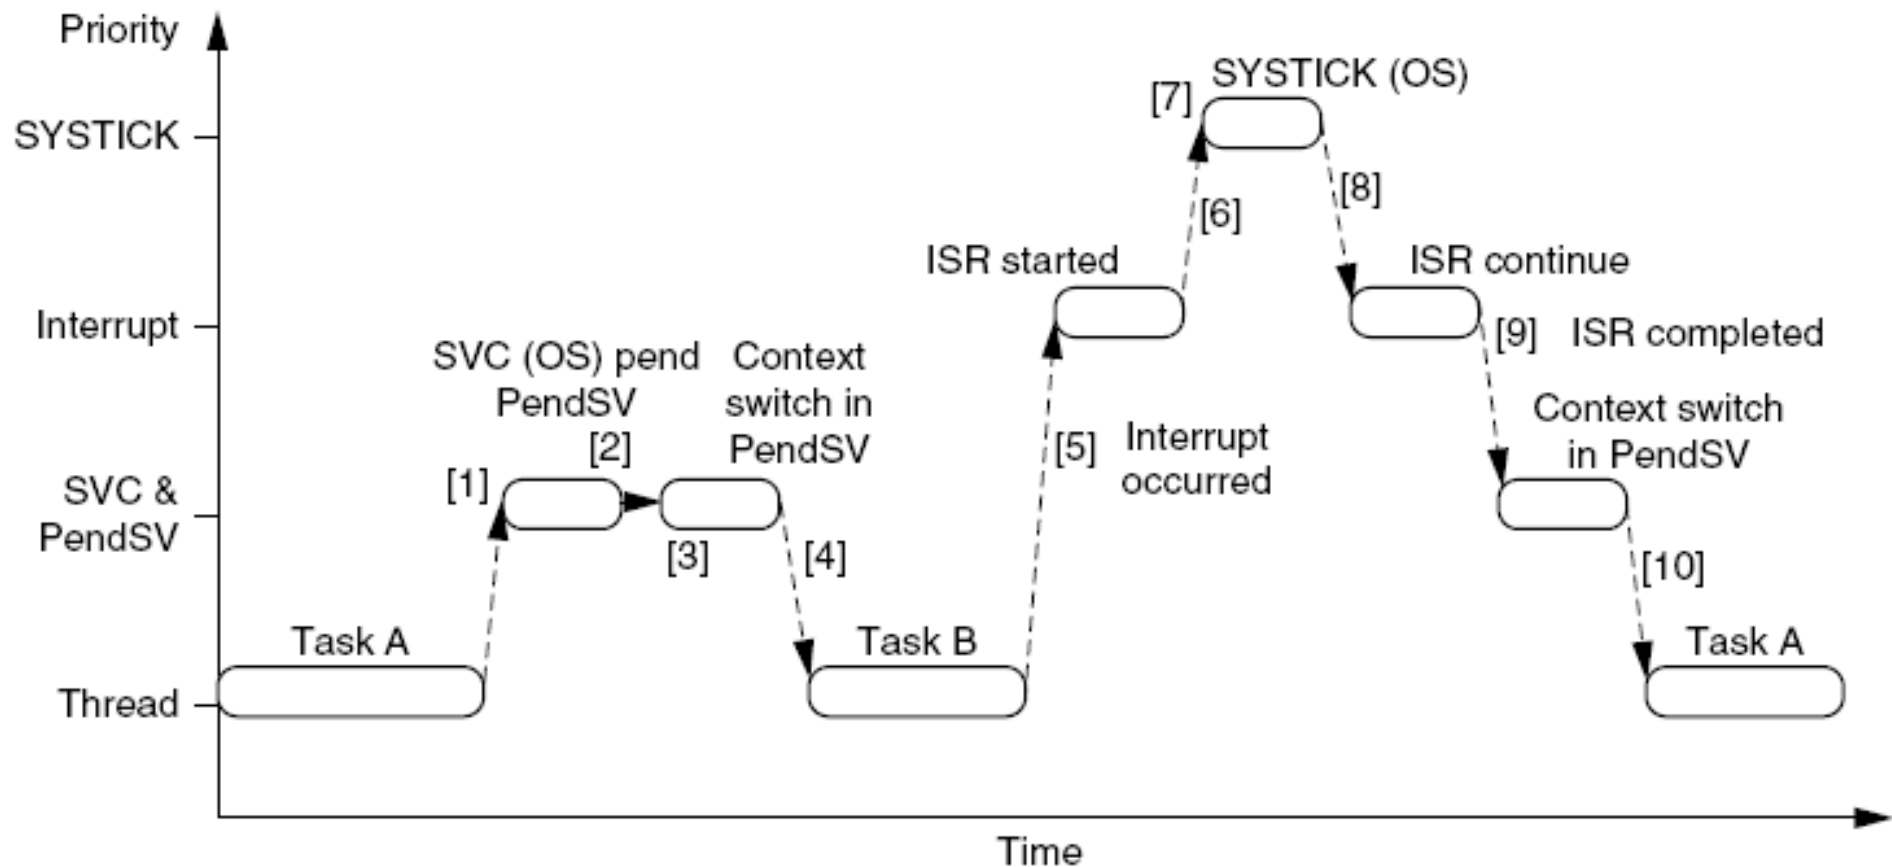 Priority
SYSTICK (OS)
[7]
SYSTICK
[8]
[6]
ISR started
ISR continue
Interrupt
[9] ISR completed
SVC (OS) pend
PendSV
Context
switch in
PendSV
[2]
[5]
Interrupt
occurred
Context switch
in PendSV
[1]
SVC &
PendSV
[3]
[4]
[10]
Task A
Task B
Task A
Thread
Time